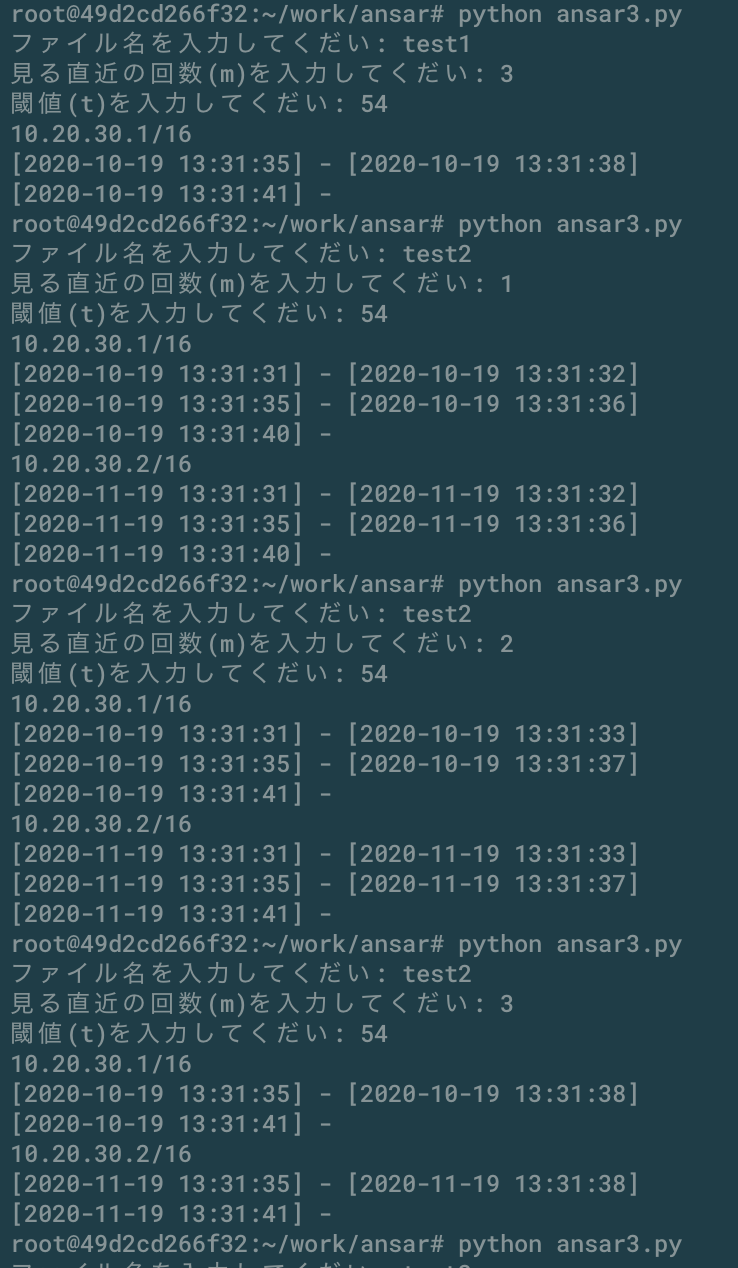 root@49d2cd266f32:~/work/ansar# python ansar3.py
ファイル名を入力してくだい: test1
見る直近の回数(m)を入力してくだい: 3
閾値(t)を入力してくだい: 54
10.20.30.1/16
[2020-10-19 13:31:35] - [2020-10-19 13:31:38]
[2020-10-19 13:31:41] -
root@49d2cd266f32:~/work/ansar# python ansar3.py
ファイル名を入力してくだい: test2
見る直近の回数(m)を入力してくだい: 1
閾値(t)を入力してくだい: 54
10.20.30.1/16
[2020-10-19 13:31:31] - [2020-10-19 13:31:32]
[2020-10-19 13:31:35] - [2020-10-19 13:31:36]
[2020-10-19 13:31:40] -
10.20.30.2/16
[2020-11-19 13:31:31] - [2020-11-19 13:31:32]
[2020-11-19 13:31:35] - [2020-11-19 13:31:36]
[2020-11-19 13:31:40] -
root@49d2cd266f32:~/work/ansar# python ansar3.py
ファイル名を入力してくだい: test2
見る直近の回数(m)を入力してくだい: 2
閾値(t)を入力してくだい: 54
10.20.30.1/16
[2020-10-19 13:31:31] - [2020-10-19 13:31:33]
[2020-10-19 13:31:35] - [2020-10-19 13:31:37]
[2020-10-19 13:31:41] -
10.20.30.2/16
[2020-11-19 13:31:31] - [2020-11-19 13:31:33]
[2020-11-19 13:31:35] - [2020-11-19 13:31:37]
[2020-11-19 13:31:41] -
root@49d2cd266f32:~/work/ansar# python ansar3.py
ファイル名を入力してくだい: test2
見る直近の回数(m)を入力してくだい: 3
閾値(t)を入力してくだい: 54
10.20.30.1/16
[2020-10-19 13:31:35] - [2020-10-19 13:31:38]
[2020-10-19 13:31:41] -
10.20.30.2/16
[2020-11-19 13:31:35] - [2020-11-19 13:31:38]
[2020-11-19 13:31:41] -
root@49d2cd266f32:~/work/ansar# python ansar3.py